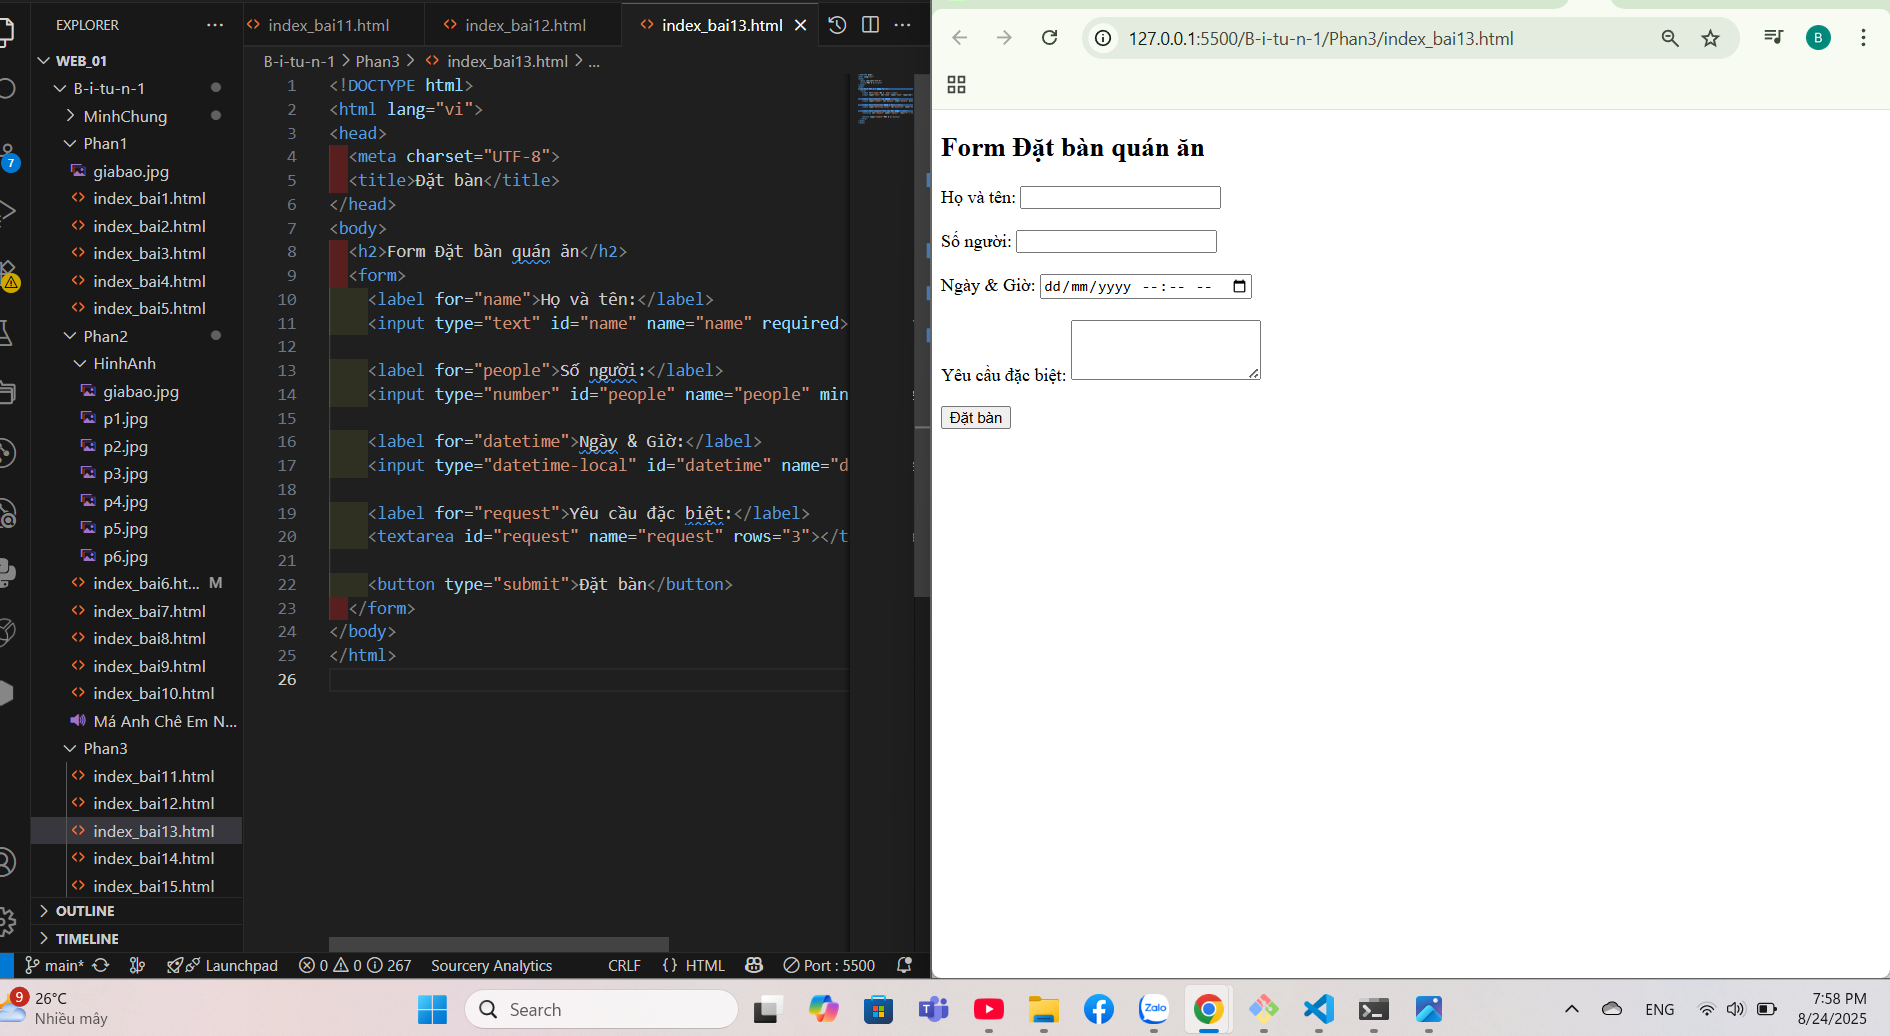 EXPLORER
WEB_01
B-i-tu-n-1
MinhChung
Phan1
giabao.jpg
index_bai1.html
index_bai2.html
index_bai3.html
index_bai4.html
index_bai5.html
Phan2
HinhAnh
giabao.jpg
p1.jpg
p2.jpg
p3.jpg
p4.jpg
p5.jpg
p6.jpg
index_bai6.ht... M
index_bai7.html
index_bai8.html
index_bai9.html
index_bai10.html
Má Anh Chê Em N...
Phan3
index_bai11.html
index_bai12.html
index_bai13.html
index_bai14.html
index_bai15.html
OUTLINE
TIMELINE
7
index_bai11.html index_bai12.html index_bai13.html
B-i-tu-n-1 > Phan3 > index_bai13.html > ...
1 <!DOCTYPE html>
2 <html lang="vi">
3 <head>
4 <meta charset="UTF-8">
5 <title>Đặt bàn</title>
6 </head>
7 <body>
8 <h2>Form Đặt bàn quán ăn</h2>
9 <form>
10 <label for="name">Họ và tên:</label>
11 <input type="text" id="name" name="name" required>
12
13 <label for="people">Số người:</label>
14 <input type="number" id="people" name="people" min
15
16 <label for="datetime">Ngày & Giờ:</label>
17 <input type="datetime-local" id="datetime" name="d
18
19 <label for="request">Yêu cầu đặc biệt:</label>
20 <textarea id="request" name="request" rows="3"></t
21
22 <button type="submit">Đặt bàn</button>
23 </form>
24 </body>
25 </html>
26
main* Launchpad 0 0 267 Sourcery Analytics CRLF {} HTML Port : 5500
127.0.0.1:5500/B-i-tu-n-1/Phan3/index_bai13.html
B
Form Đặt bàn quán ăn
Họ và tên:
Số người:
Ngày & Giờ: dd/mm/yyyy --:-- --
Yêu cầu đặc biệt:
Đặt bàn
9
26°C
Nhiều mây
Search
Zalo
ENG
7:58 PM
8/24/2025